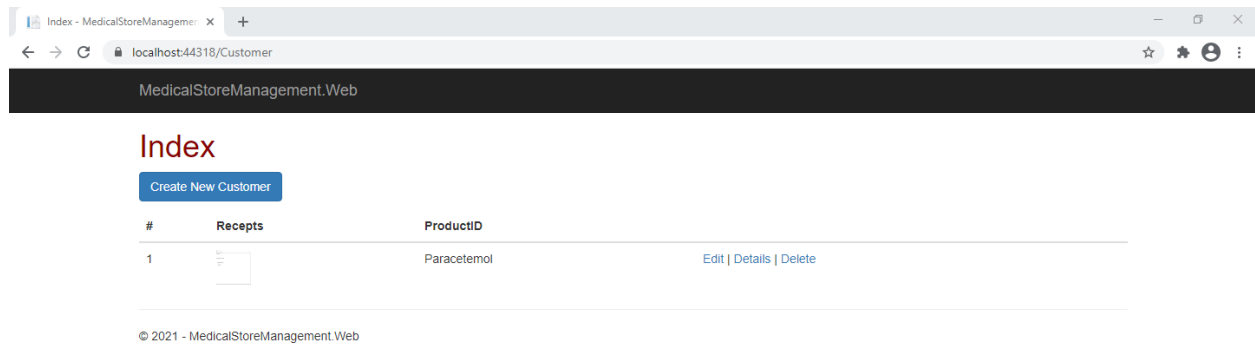 Index - MedicalStoreManagemen
localhost:44318/Customer
MedicalStoreManagement.Web
Index
Create New Customer
# Recepts ProductID
1 Paracetemol Edit | Details | Delete
© 2021 - MedicalStoreManagement.Web